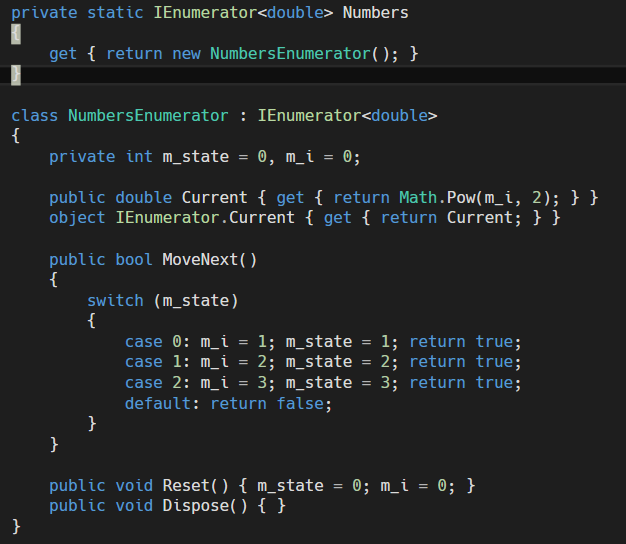 private static IEnumerator<double> Numbers
{
    get { return new NumbersEnumerator(); }
}

class NumbersEnumerator : IEnumerator<double>
{
    private int m_state = 0, m_i = 0;

    public double Current { get { return Math.Pow(m_i, 2); } }
    object IEnumerator.Current { get { return Current; } }

    public bool MoveNext()
    {
        switch (m_state)
        {
            case 0: m_i = 1; m_state = 1; return true;
            case 1: m_i = 2; m_state = 2; return true;
            case 2: m_i = 3; m_state = 3; return true;
            default: return false;
        }
    }

    public void Reset() { m_state = 0; m_i = 0; }
    public void Dispose() { }
}